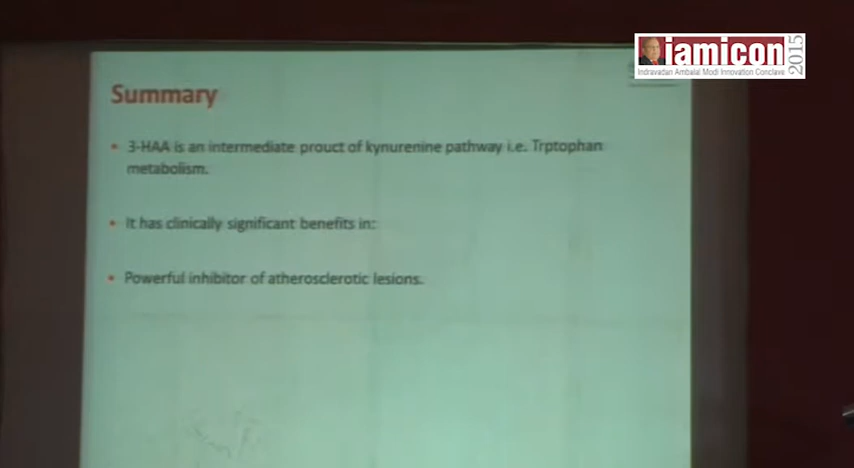 iamicon
2015
Indravadan Ambalal Modi Innovation Conclave
Summary
3-HAA is an intermediate prouct of kynurenine pathway i.e. Trptophan
metabolism.
It has clinically significant benefits in:
Powerful inhibitor of atherosclerotic lesions.